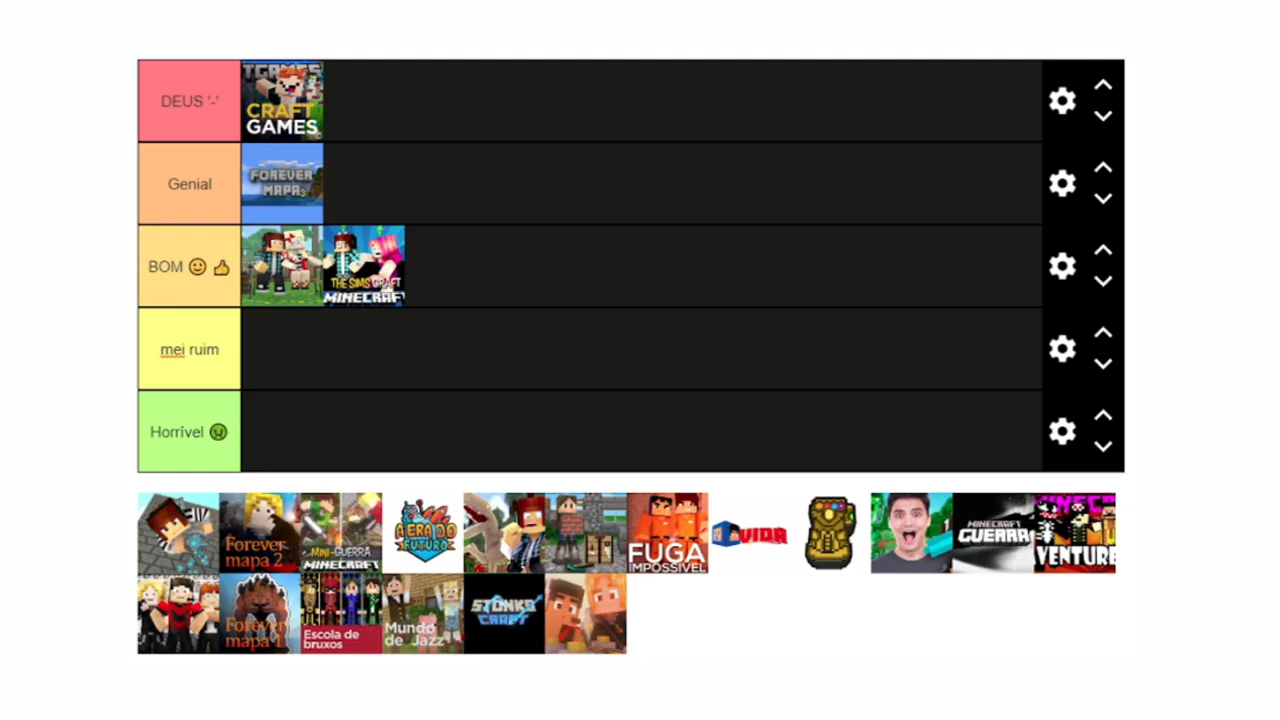 DEUS '-'
TGAMES
CRAFT
GAMES
Genial
FOREVER
MAPA
BOM 🙂 👍
THE SIMS CRAFT
MINECRAFT
mei ruim
Horrível 🤢
Forever
mapa 2
MINI-GUERRA
MINECRAFT
A ERA DO
FUTURO
FUGA
IMPOSSÍVEL
VIDA
MINECRAFT
GUERRA
VENTURE
Forever
mapa 1
Escola de
bruxos
Mundo
de Jazz
STONKS
CRAFT